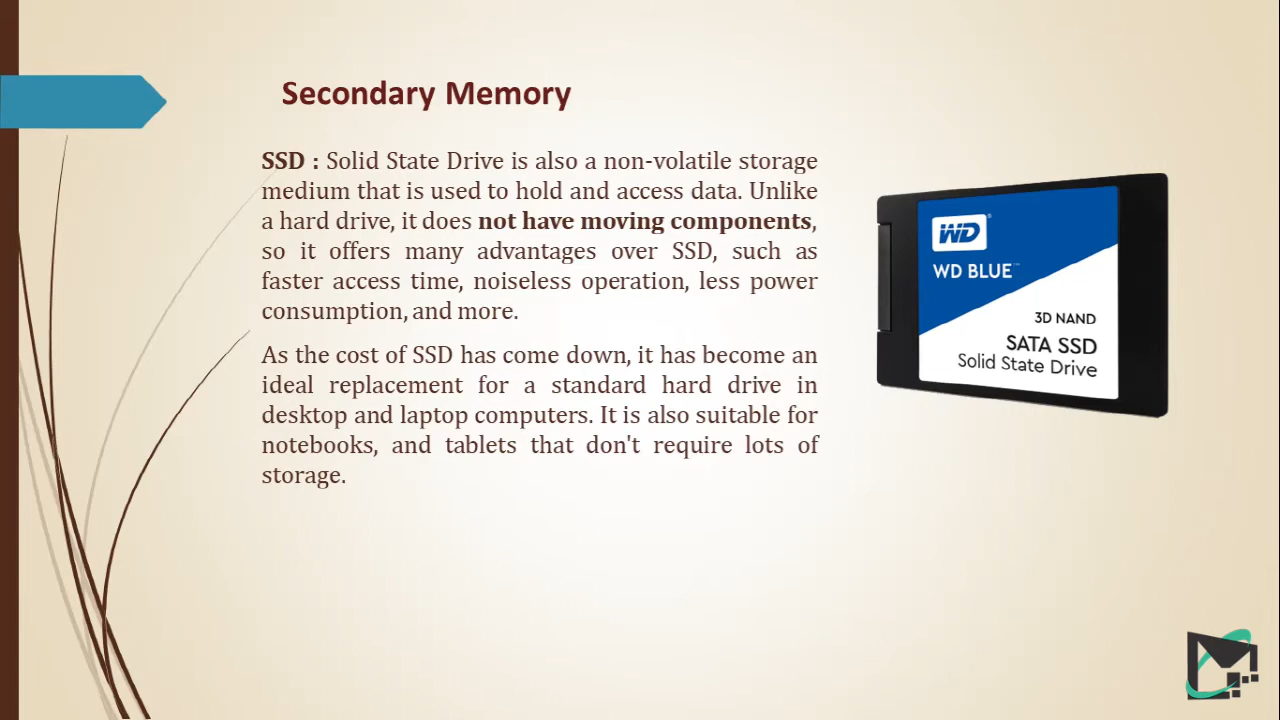 Secondary Memory
SSD : Solid State Drive is also a non-volatile storage
medium that is used to hold and access data. Unlike
a hard drive, it does not have moving components,
so it offers many advantages over SSD, such as
faster access time, noiseless operation, less power
consumption, and more.
As the cost of SSD has come down, it has become an
ideal replacement for a standard hard drive in
desktop and laptop computers. It is also suitable for
notebooks, and tablets that don't require lots of
storage.
WD®
WD BLUE™
3D NAND
SATA SSD
Solid State Drive